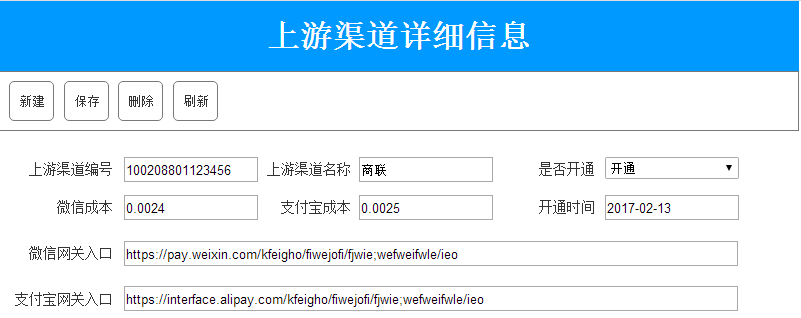 上游渠道详细信息
新建 保存 删除 刷新
上游渠道编号 100208801123456 上游渠道名称 商联 是否开通 开通
微信成本 0.0024 支付宝成本 0.0025 开通时间 2017-02-13
微信网关入口 https://pay.weixin.com/kfeigho/fiwejofi/fjwie;wefweifwle/ieo
支付宝网关入口 https://interface.alipay.com/kfeigho/fiwejofi/fjwie;wefweifwle/ieo